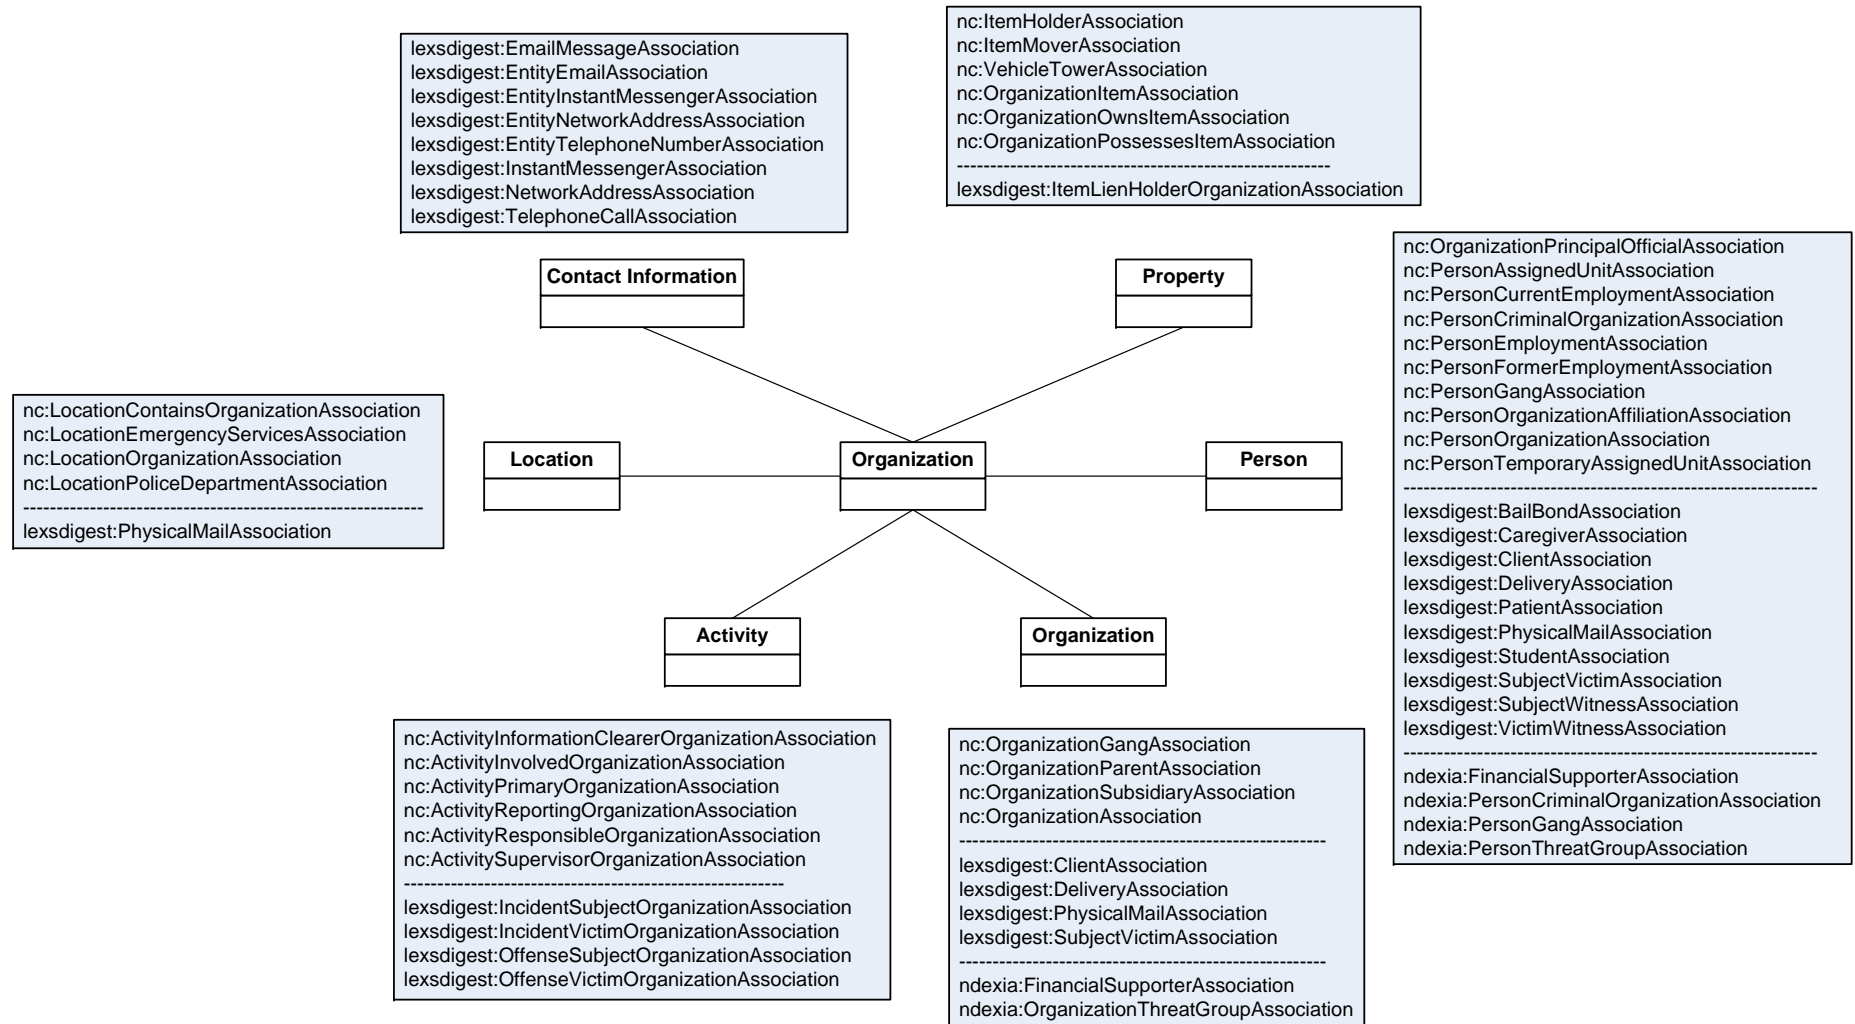 lexsdigest:EmailMessageAssociation
lexsdigest:EntityEmailAssociation
lexsdigest:EntityInstantMessengerAssociation
lexsdigest:EntityNetworkAddressAssociation
lexsdigest:EntityTelephoneNumberAssociation
lexsdigest:InstantMessengerAssociation
lexsdigest:NetworkAddressAssociation
lexsdigest:TelephoneCallAssociation
nc:ItemHolderAssociation
nc:ItemMoverAssociation
nc:VehicleTowerAssociation
nc:OrganizationItemAssociation
nc:OrganizationOwnsItemAssociation
nc:OrganizationPossessesItemAssociation
--------------------------------------------------------
lexsdigest:ItemLienHolderOrganizationAssociation
Contact Information
Property
nc:LocationContainsOrganizationAssociation
nc:LocationEmergencyServicesAssociation
nc:LocationOrganizationAssociation
nc:LocationPoliceDepartmentAssociation
------------------------------------------------------------
lexsdigest:PhysicalMailAssociation
Location
Organization
Person
nc:OrganizationPrincipalOfficialAssociation
nc:PersonAssignedUnitAssociation
nc:PersonCurrentEmploymentAssociation
nc:PersonCriminalOrganizationAssociation
nc:PersonEmploymentAssociation
nc:PersonFormerEmploymentAssociation
nc:PersonGangAssociation
nc:PersonOrganizationAffiliationAssociation
nc:PersonOrganizationAssociation
nc:PersonTemporaryAssignedUnitAssociation
--------------------------------------------------------------
lexsdigest:BailBondAssociation
lexsdigest:CaregiverAssociation
lexsdigest:ClientAssociation
lexsdigest:DeliveryAssociation
lexsdigest:PatientAssociation
lexsdigest:PhysicalMailAssociation
lexsdigest:StudentAssociation
lexsdigest:SubjectVictimAssociation
lexsdigest:SubjectWitnessAssociation
lexsdigest:VictimWitnessAssociation
--------------------------------------------------------------
ndexia:FinancialSupporterAssociation
ndexia:PersonCriminalOrganizationAssociation
ndexia:PersonGangAssociation
ndexia:PersonThreatGroupAssociation
Activity
Organization
nc:ActivityInformationClearerOrganizationAssociation
nc:ActivityInvolvedOrganizationAssociation
nc:ActivityPrimaryOrganizationAssociation
nc:ActivityReportingOrganizationAssociation
nc:ActivityResponsibleOrganizationAssociation
nc:ActivitySupervisorOrganizationAssociation
---------------------------------------------------------
lexsdigest:IncidentSubjectOrganizationAssociation
lexsdigest:IncidentVictimOrganizationAssociation
lexsdigest:OffenseSubjectOrganizationAssociation
lexsdigest:OffenseVictimOrganizationAssociation
nc:OrganizationGangAssociation
nc:OrganizationParentAssociation
nc:OrganizationSubsidiaryAssociation
nc:OrganizationAssociation
-------------------------------------------------------
lexsdigest:ClientAssociation
lexsdigest:DeliveryAssociation
lexsdigest:PhysicalMailAssociation
lexsdigest:SubjectVictimAssociation
-------------------------------------------------------
ndexia:FinancialSupporterAssociation
ndexia:OrganizationThreatGroupAssociation